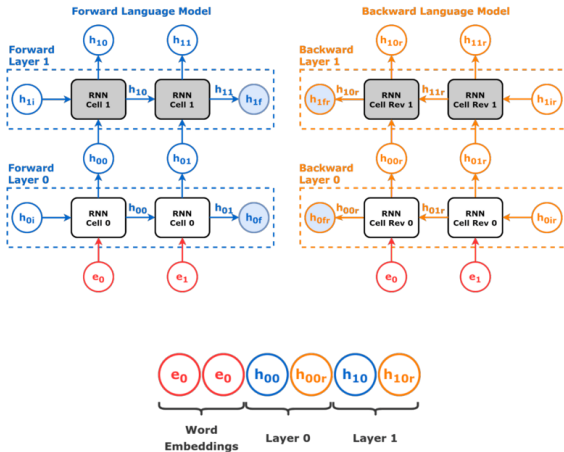 Forward Language Model
Backward Language Model
h10 h11
h10r h11r
Forward
Layer 1
Backward
Layer 1
h1i RNN Cell 1 h10 RNN Cell 1 h11 h1f
h1fr h10r RNN Cell Rev 1 h11r RNN Cell Rev 1 h1ir
h00 h01
h00r h01r
Forward
Layer 0
Backward
Layer 0
h0i RNN Cell 0 h00 RNN Cell 0 h01 h0f
h0fr h00r RNN Cell Rev 0 h01r RNN Cell Rev 0 h0ir
e0 e1
e0 e1
e0 e0 h00 h00r h10 h10r
Word
Embeddings
Layer 0
Layer 1